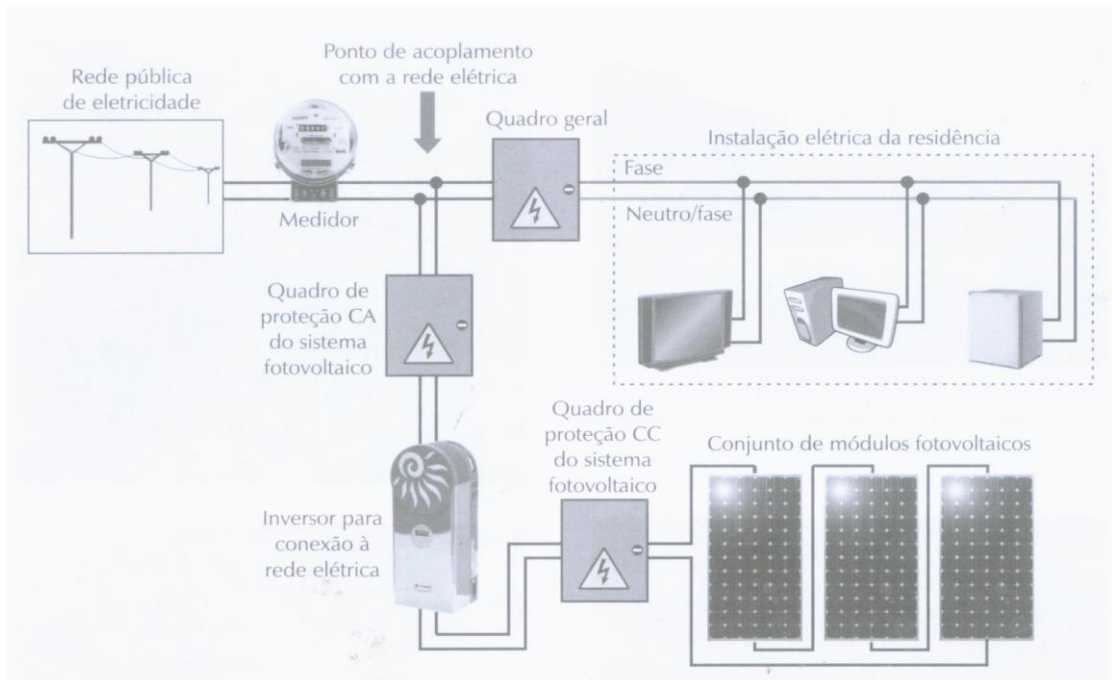 Rede pública
de eletricidade
Ponto de acoplamento
com a rede elétrica
Medidor
Quadro geral
Instalação elétrica da residência
Fase
Neutro/fase
Quadro de
proteção CA
do sistema
fotovoltaico
Quadro de
proteção CC
do sistema
fotovoltaico
Conjunto de módulos fotovoltaicos
Inversor para
conexão à
rede elétrica